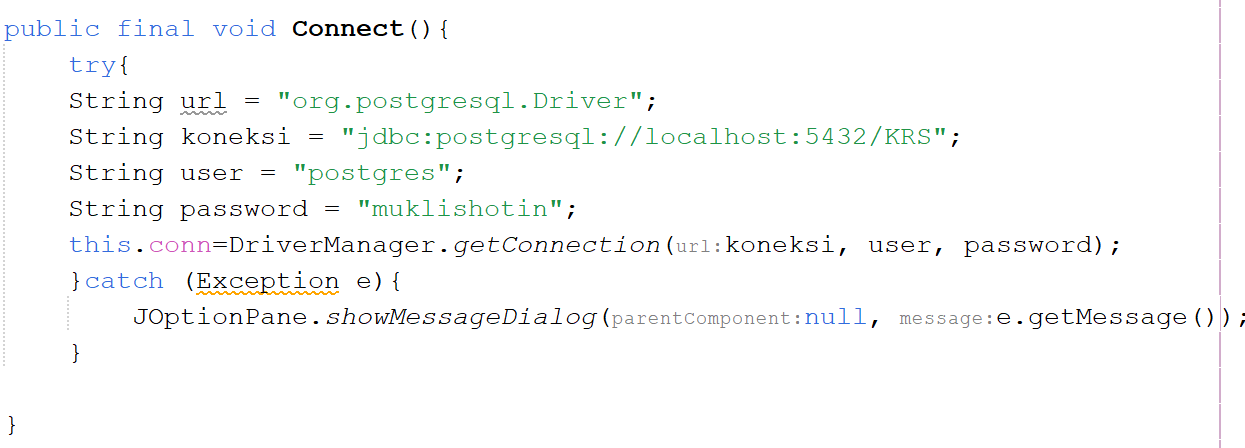 public final void Connect(){
try{
String url = "org.postgresql.Driver";
String koneksi = "jdbc:postgresql://localhost:5432/KRS";
String user = "postgres";
String password = "muklishotin";
this.conn=DriverManager.getConnection(url:koneksi, user, password);
}catch (Exception e){
JOptionPane.showMessageDialog(parentComponent:null, message:e.getMessage());
}
}